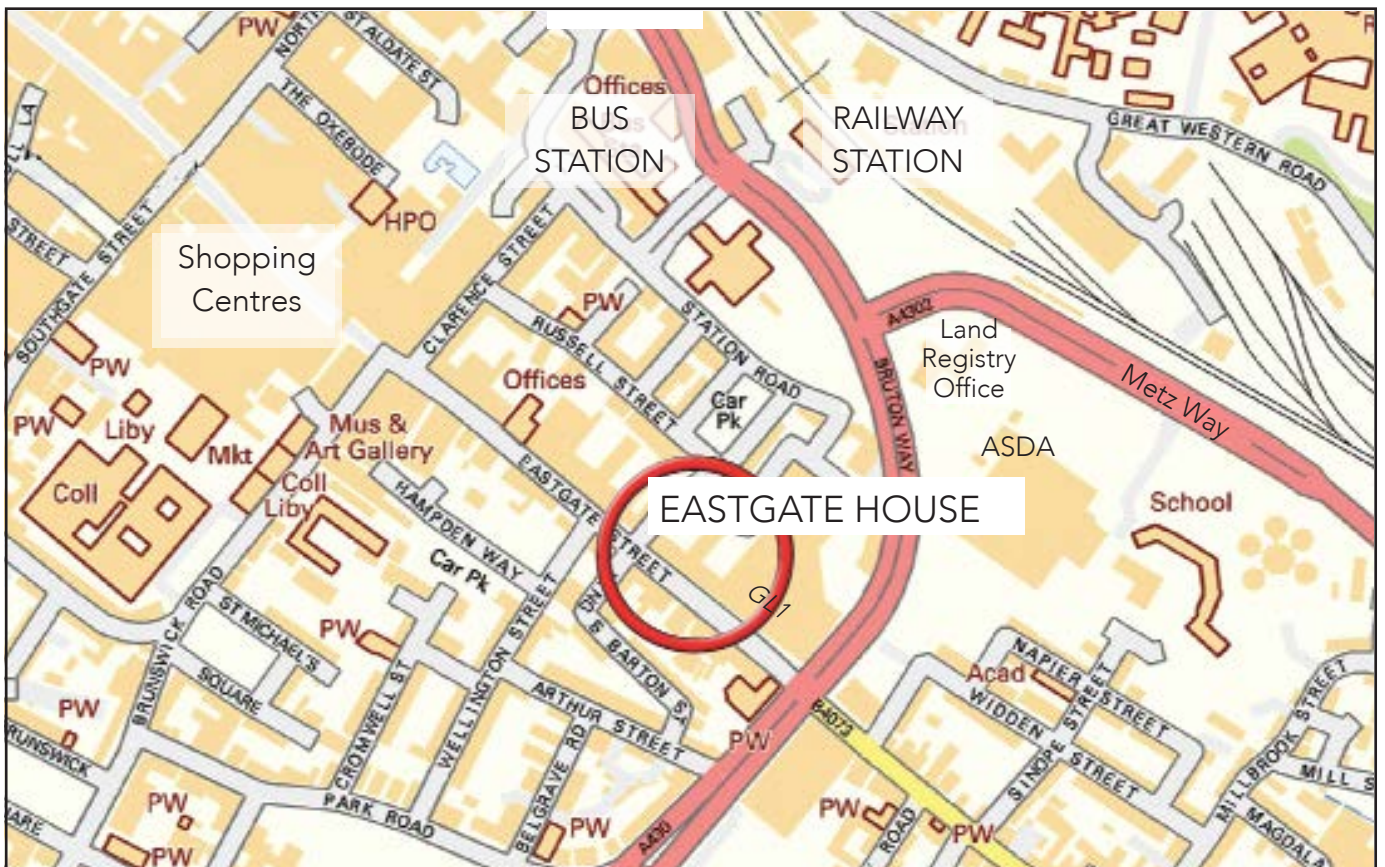 PW
NORTH
ST ALDATE ST
THE OXEBODE
Offices
BUS
STATION
RAILWAY
STATION
GREAT WESTERN ROAD
LA
HPO
STREET
SOUTHGATE STREET
Shopping
Centres
CLARENCE STREET
PW
RUSSELL STREET
STATION ROAD
A4302
Land
Registry
Office
Metz Way
BRUTON WAY
PW
Offices
Car
Pk
PW
Liby
Mkt
Mus &
Art Gallery
ASDA
Coll
Coll
Liby
EASTGATE STREET
EASTGATE HOUSE
School
HAMPDEN WAY
Car Pk
GL1
BRUNSWICK ROAD
ST MICHAEL'S
SQUARE
PW
CROMWELL ST
WELLINGTON STREET
S BARTON
ARTHUR STREET
BELGRAVE RD
PW
B4073
Acad
NAPIER STREET
WIDDEN STREET
SINOPE STREET
MILLBROOK STREET
MILL S
MAGDAL
PW
RUNSWICK
PARK ROAD
PW
PW
ARE
PW
A430
PW
ROAD
PW